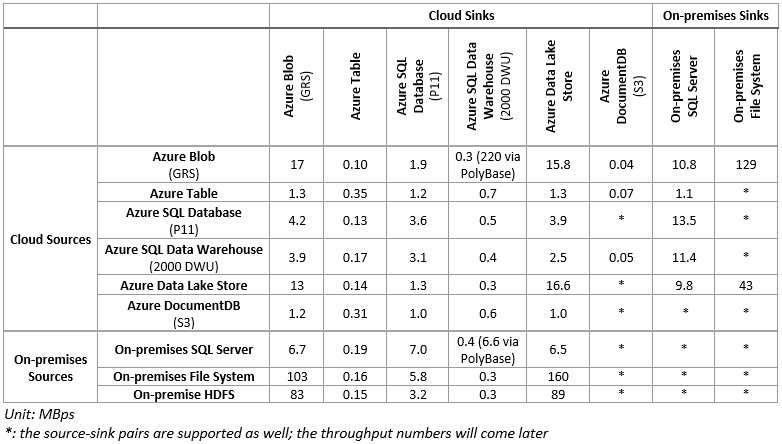 Cloud Sinks On-premises Sinks
Azure Blob
(GRS)
Azure Table
Azure SQL
Database
(P11)
Azure SQL Data
Warehouse
(2000 DWU)
Azure Data Lake
Store
Azure
DocumentDB
(S3)
On-premises
SQL Server
On-premises
File System
Cloud Sources
Azure Blob
(GRS)
17 0.10 1.9 0.3 (220 via
PolyBase)
15.8 0.04 10.8 129
Azure Table 1.3 0.35 1.2 0.7 1.3 0.07 1.1 *
Azure SQL Database
(P11)
4.2 0.13 3.6 0.5 3.9 * 13.5 *
Azure SQL Data Warehouse
(2000 DWU)
3.9 0.17 3.1 0.4 2.5 0.05 11.4 *
Azure Data Lake Store 13 0.14 1.3 0.3 16.6 * 9.8 43
Azure DocumentDB
(S3)
1.2 0.31 1.0 0.6 1.0 * * *
On-premises
Sources
On-premises SQL Server 6.7 0.19 7.0 0.4 (6.6 via
PolyBase)
6.5 * * *
On-premises File System 103 0.16 5.8 0.3 160 * * *
On-premise HDFS 83 0.15 3.2 0.3 89 * * *
Unit: MBps
*: the source-sink pairs are supported as well; the throughput numbers will come later